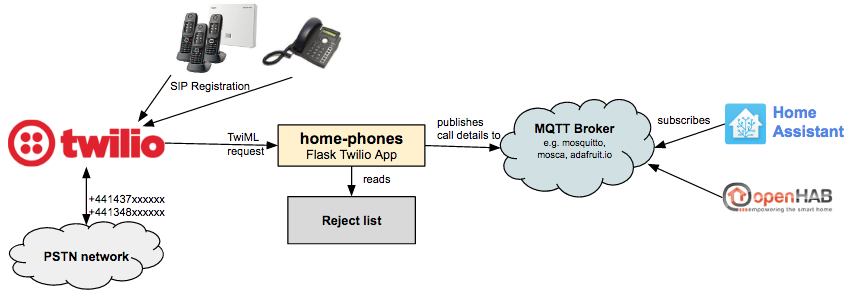 SIP Registration
twilio
TwiML
request
home-phones
Flask Twilio App
publishes
call details to
MQTT Broker
e.g. mosquitto,
mosca, adafruit.io
subscribes
Home
Assistant
reads
Reject list
openHAB
empowering the smart home
+441437xxxxxx
+441348xxxxxx
PSTN network